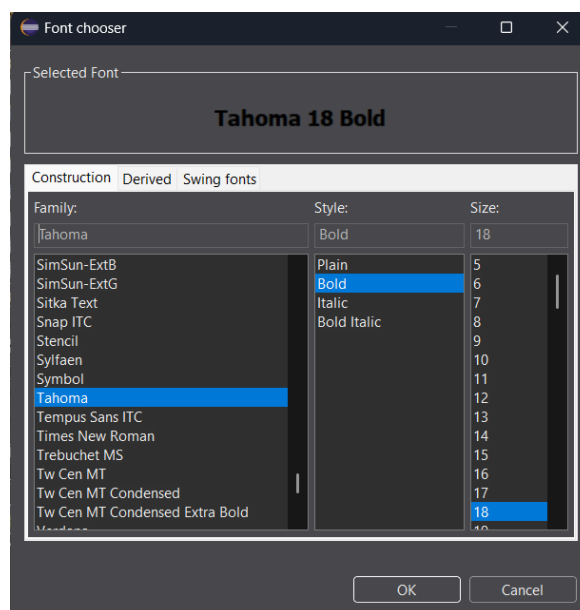 Font chooser
Selected Font
Tahoma 18 Bold
Construction Derived Swing fonts
Family: Style: Size:
Tahoma Bold 18
SimSun-ExtB Plain 5
SimSun-ExtG Bold 6
Sitka Text Italic 7
Snap ITC Bold Italic 8
Stencil 9
Sylfaen 10
Symbol 11
Tahoma 12
Tempus Sans ITC 13
Times New Roman 14
Trebuchet MS 15
Tw Cen MT 16
Tw Cen MT Condensed 17
Tw Cen MT Condensed Extra Bold 18
OK Cancel